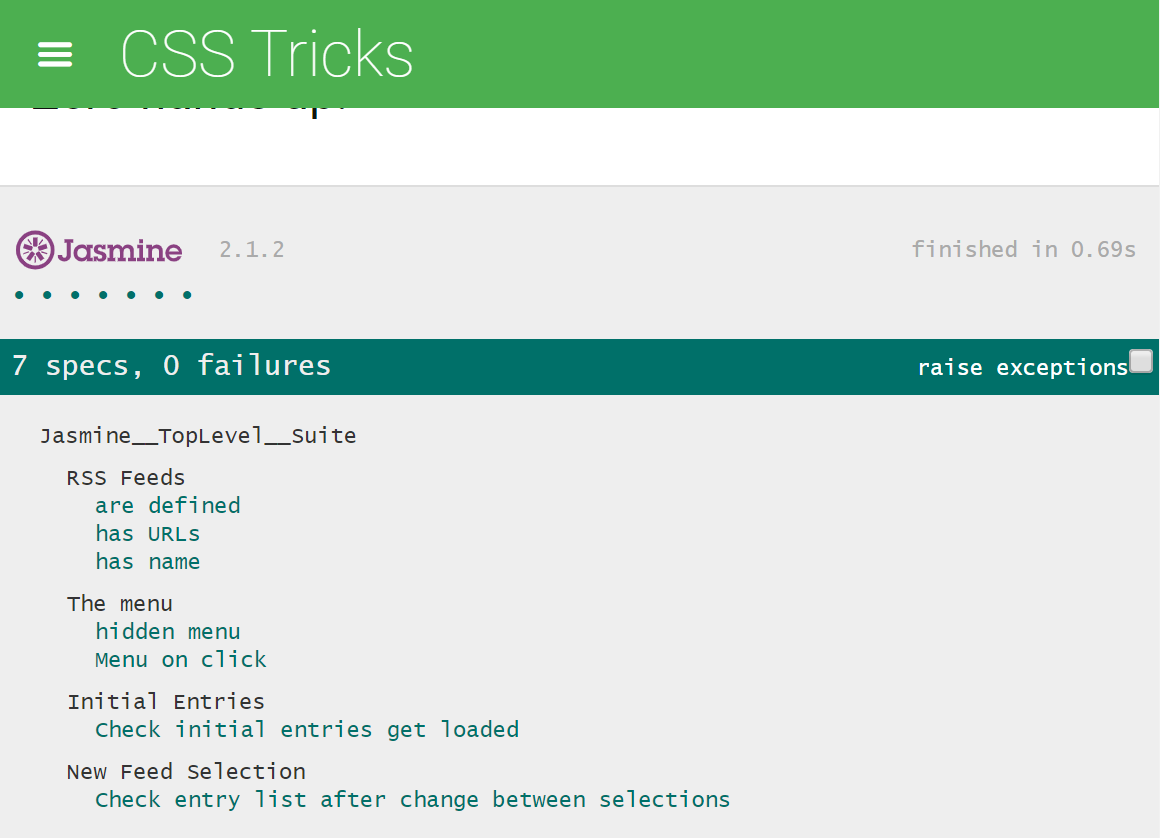 CSS Tricks
Jasmine 2.1.2 finished in 0.69s
7 specs, 0 failures raise exceptions
Jasmine__TopLevel__Suite
RSS Feeds
are defined
has URLs
has name
The menu
hidden menu
Menu on click
Initial Entries
Check initial entries get loaded
New Feed Selection
Check entry list after change between selections